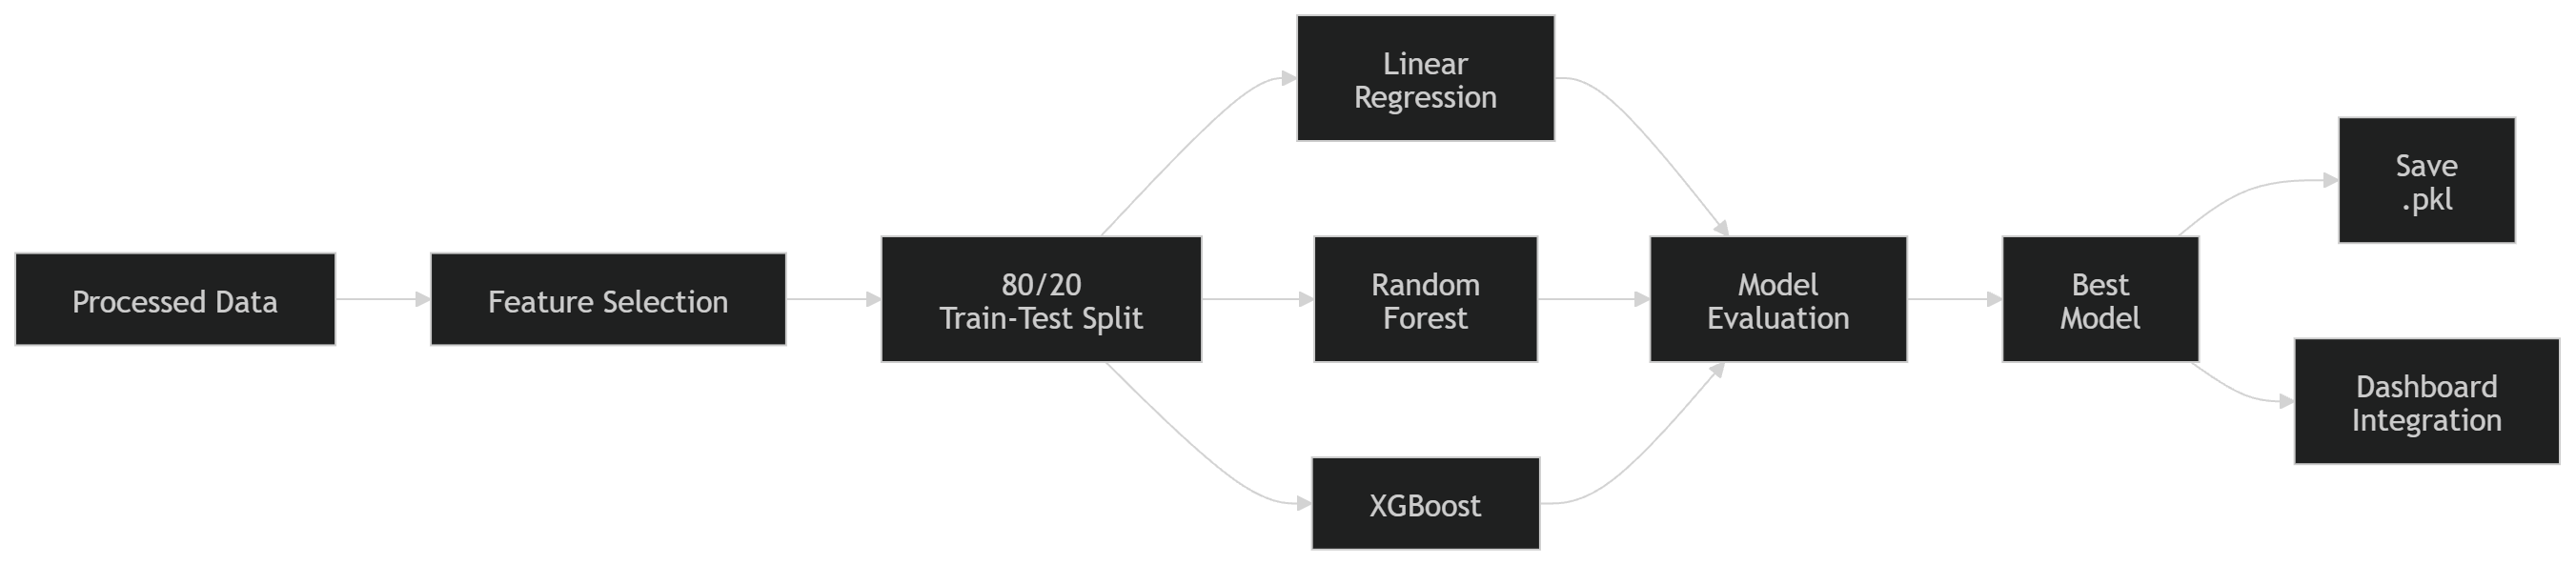 Processed Data
Feature Selection
80/20
Train-Test Split
Linear
Regression
Random
Forest
XGBoost
Model
Evaluation
Best
Model
Save
.pkl
Dashboard
Integration